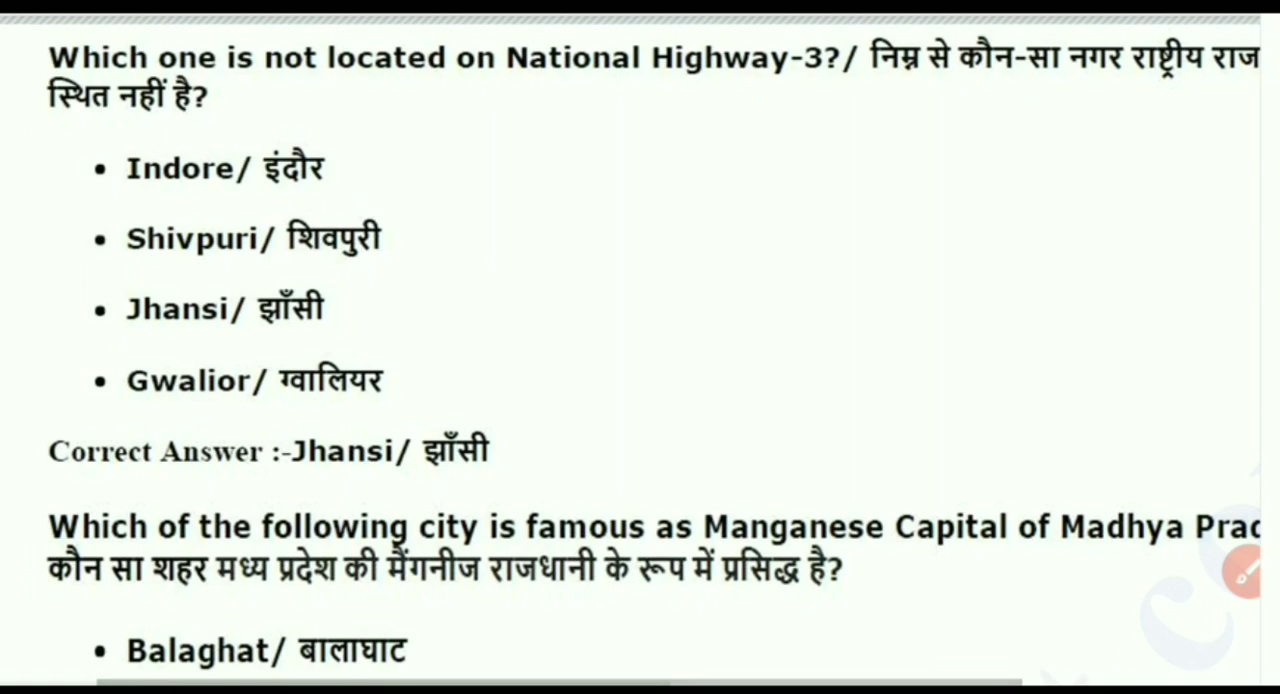 Which one is not located on National Highway-3?/ निम्न से कौन-सा नगर राष्ट्रीय राज
स्थित नहीं है?
• Indore/ इंदौर
• Shivpuri/ शिवपुरी
• Jhansi/ झाँसी
• Gwalior/ ग्वालियर
Correct Answer :-Jhansi/ झाँसी
Which of the following city is famous as Manganese Capital of Madhya Prad
कौन सा शहर मध्य प्रदेश की मैंगनीज राजधानी के रूप में प्रसिद्ध है?
• Balaghat/ बालाघाट